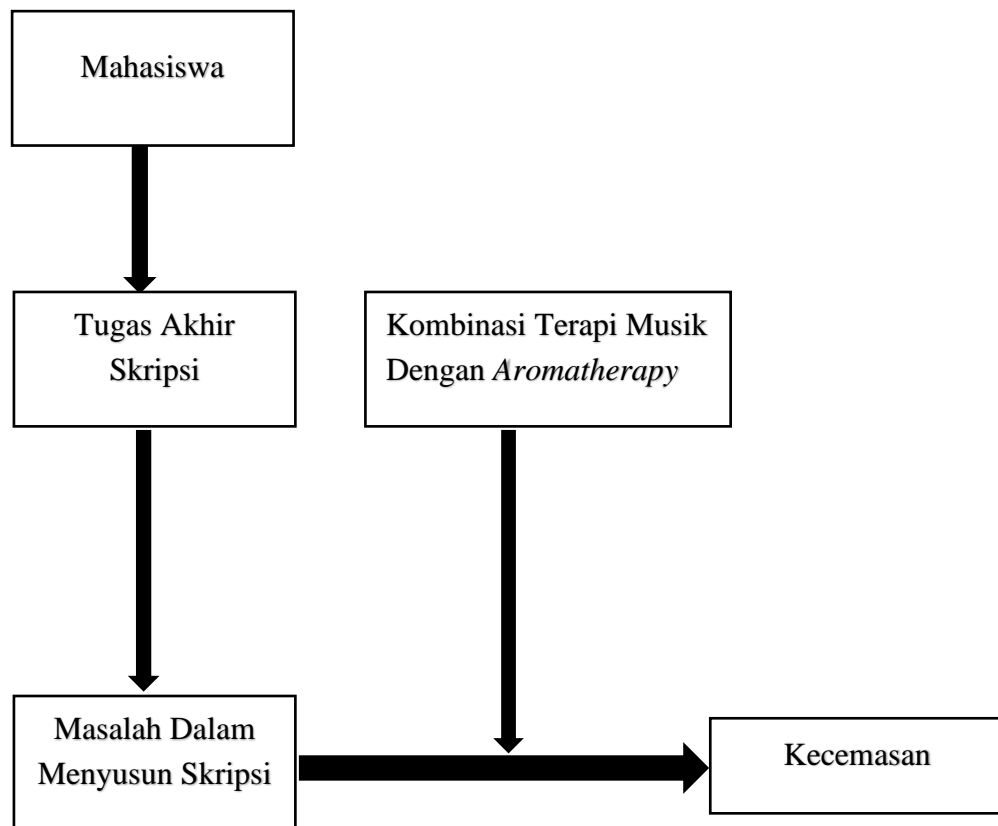 Mahasiswa
Tugas Akhir
Skripsi
Kombinasi Terapi Musik
Dengan Aromatherapy
Masalah Dalam
Menyusun Skripsi
Kecemasan